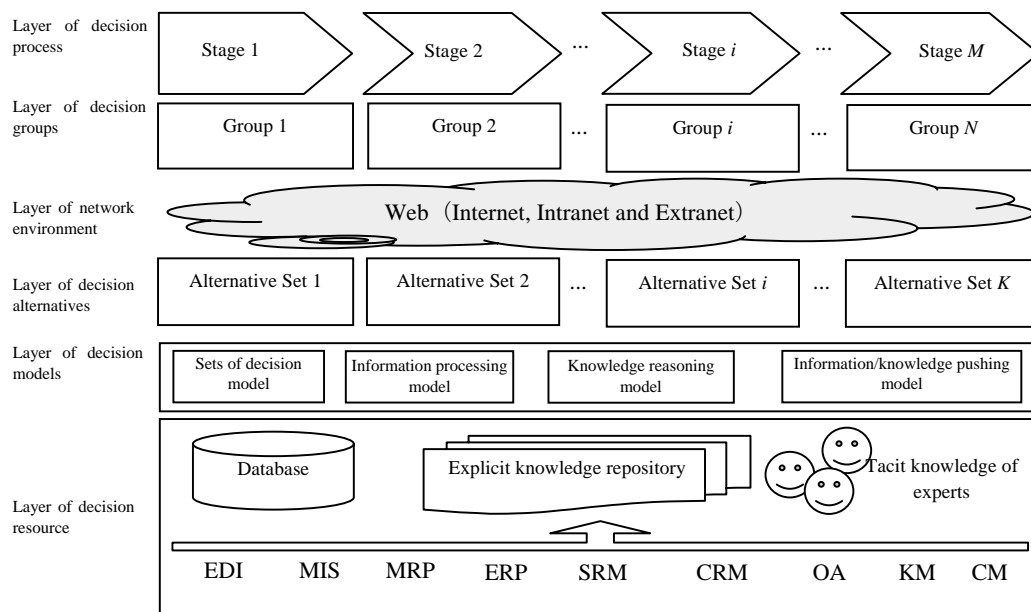 Layer of decision
process
Stage 1
Stage 2
...
Stage i
...
Stage M
Layer of decision
groups
Group 1
Group 2
...
Group i
...
Group N
Layer of network
environment
Web（Internet, Intranet and Extranet）
Layer of decision
alternatives
Alternative Set 1
Alternative Set 2
...
Alternative Set i
...
Alternative Set K
Layer of decision
models
Sets of decision
model
Information processing
model
Knowledge reasoning
model
Information/knowledge pushing
model
Layer of decision
resource
Database
Explicit knowledge repository
Tacit knowledge of
experts
EDI MIS MRP ERP SRM CRM OA KM CM